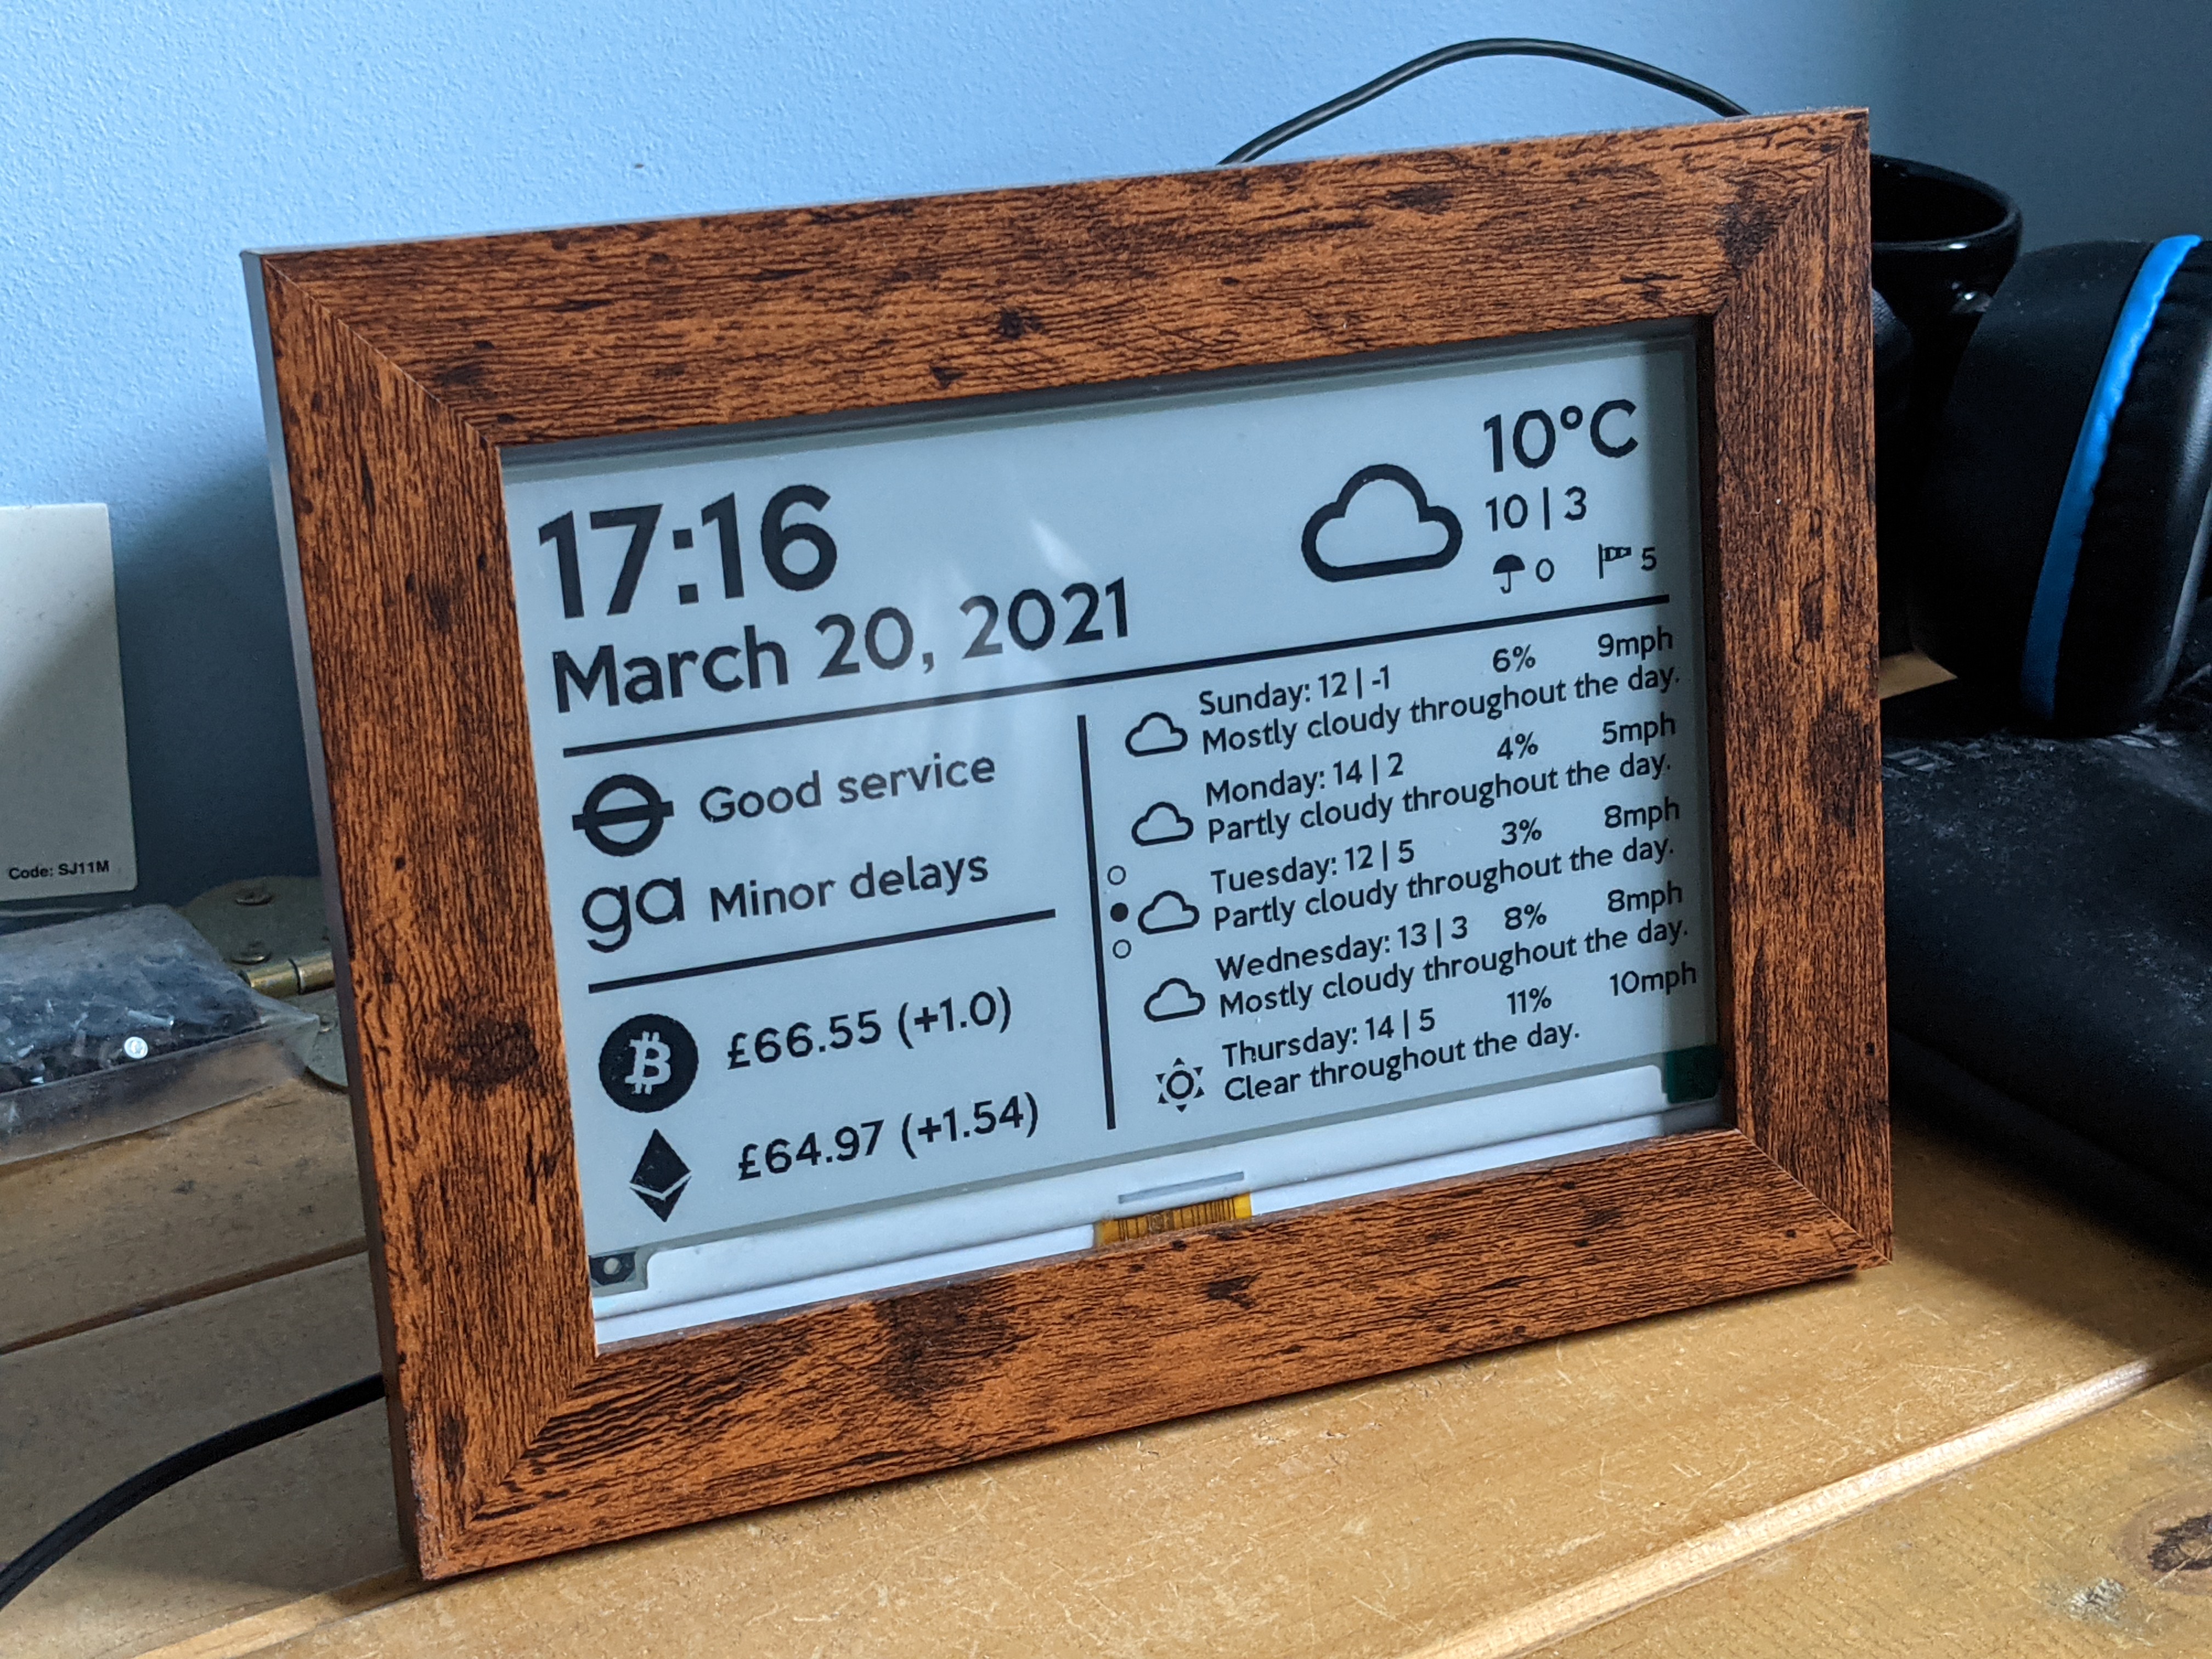 17:16
March 20, 2021
10°C
10 | 3
0 5
Good service
ga Minor delays
£66.55 (+1.0)
£64.97 (+1.54)
Sunday: 12 | -1 6% 9mph
Mostly cloudy throughout the day.
Monday: 14 | 2 4% 5mph
Partly cloudy throughout the day.
Tuesday: 12 | 5 3% 8mph
Partly cloudy throughout the day.
Wednesday: 13 | 3 8% 8mph
Mostly cloudy throughout the day.
Thursday: 14 | 5 11% 10mph
Clear throughout the day.
Code: SJ11M